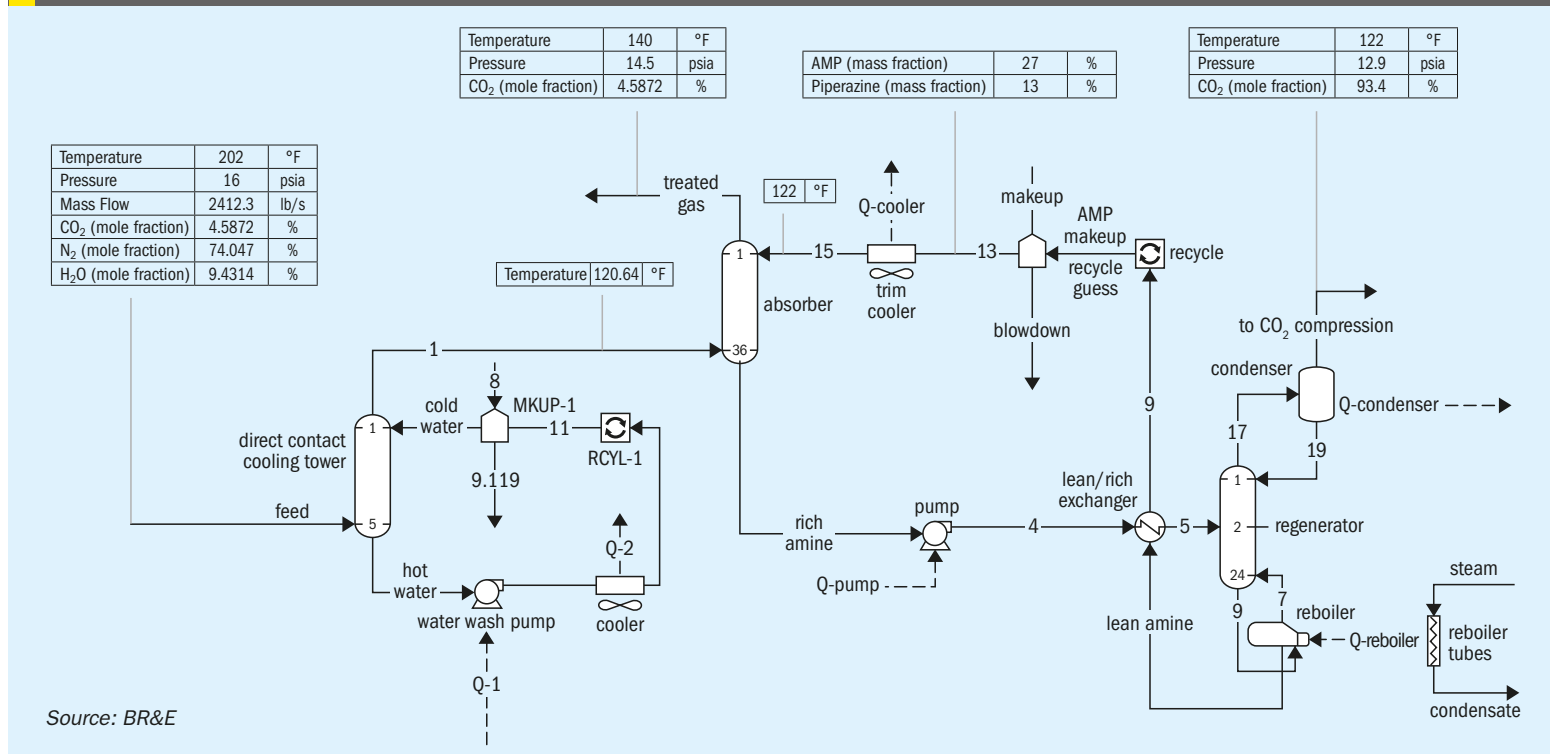 Temperature 140 °F
Pressure 14.5 psia
CO₂ (mole fraction) 4.5872 %
AMP (mass fraction) 27 %
Piperazine (mass fraction) 13 %
Temperature 122 °F
Pressure 12.9 psia
CO₂ (mole fraction) 93.4 %
Temperature 202 °F
Pressure 16 psia
Mass Flow 2412.3 lb/s
CO₂ (mole fraction) 4.5872 %
N₂ (mole fraction) 74.047 %
H₂O (mole fraction) 9.4314 %
treated
gas
122 °F
Q-cooler
makeup
AMP
makeup
1
15
13
recycle
recycle
guess
trim
cooler
absorber
Temperature 120.64 °F
blowdown
to CO₂ compression
36
1
condenser
8
9
Q-condenser
cold
water
MKUP-1
11
1
direct contact
cooling tower
RCYL-1
17
19
9.119
lean/rich
exchanger
1
feed
5
rich
amine
pump
4
5
2
regenerator
Q-2
hot
water
Q-pump
24
steam
7
9
reboiler
water wash pump
cooler
lean amine
Q-reboiler
reboiler
tubes
Q-1
condensate
Source: BR&E